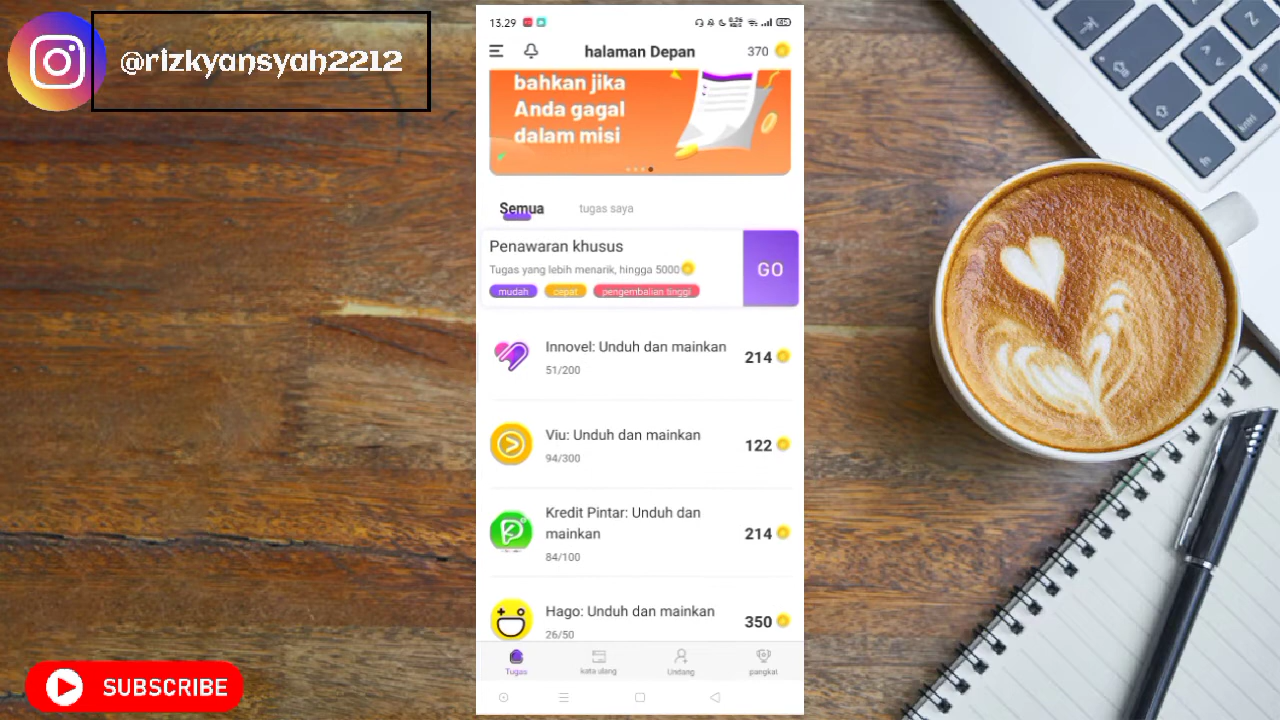 @rizkyansyah2212
13.29
halaman Depan
370
bahkan jika
Anda gagal
dalam misi
Semua
tugas saya
Penawaran khusus
Tugas yang lebih menarik, hingga 5000
mudah
cepat
pengembalian tinggi
GO
Innovel: Unduh dan mainkan
51/200
214
Viu: Unduh dan mainkan
94/300
122
Kredit Pintar: Unduh dan
mainkan
84/100
214
Hago: Unduh dan mainkan
26/50
350
Tugas
kata ulang
Undang
pangkal
SUBSCRIBE